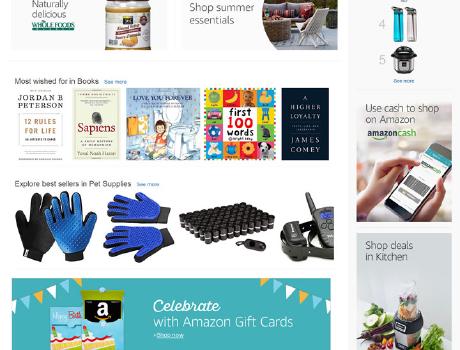 Naturally
delicious
WHOLE FOODS
Shop summer
essentials
4
5
See more
Most wished for in Books See more
JORDAN B
PETERSON
12 RULES
FOR LIFE
Sapiens
Yuval Noah Harari
LOVE YOU FOREVER
first
100
words
A
HIGHER
LOYALTY
JAMES
COMEY
Use cash to shop
on Amazon
amazoncash
Explore best sellers in Pet Supplies See more
Shop deals
in Kitchen
Celebrate
with Amazon Gift Cards
›Shop now
a